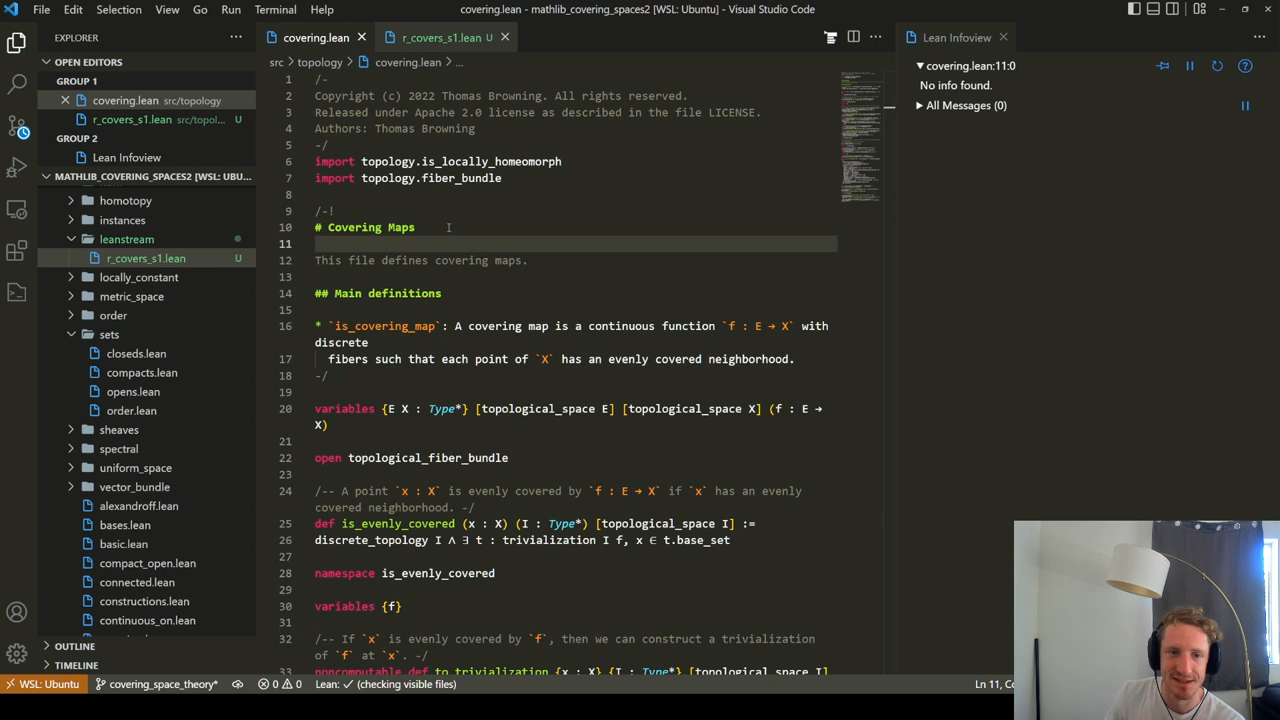 File Edit Selection View Go Run Terminal Help
covering.lean - mathlib_covering_spaces2 [WSL: Ubuntu] - Visual Studio Code
EXPLORER
OPEN EDITORS
GROUP 1
covering.lean src/topology
r_covers_s1.lean src/topol... U
GROUP 2
Lean Infoview
MATHLIB_COVERING_SPACES2 [WSL: UBU...
homotopy
instances
leanstream
r_covers_s1.lean U
locally_constant
metric_space
order
sets
closeds.lean
compacts.lean
opens.lean
order.lean
sheaves
spectral
uniform_space
vector_bundle
alexandroff.lean
bases.lean
basic.lean
compact_open.lean
connected.lean
constructions.lean
continuous_on.lean
OUTLINE
TIMELINE
covering.lean
r_covers_s1.lean U
src > topology > covering.lean > ...
1 /-
2 Copyright (c) 2022 Thomas Browning. All rights reserved.
3 Released under Apache 2.0 license as described in the file LICENSE.
4 Authors: Thomas Browning
5 -/
6 import topology.is_locally_homeomorph
7 import topology.fiber_bundle
8
9 /-!
10 # Covering Maps
11
12 This file defines covering maps.
13
14 ## Main definitions
15
16 * `is_covering_map`: A covering map is a continuous function `f : E → X` with
discrete
17 fibers such that each point of `X` has an evenly covered neighborhood.
18 -/
19
20 variables {E X : Type*} [topological_space E] [topological_space X] (f : E →
X)
21
22 open topological_fiber_bundle
23
24 /-- A point `x : X` is evenly covered by `f : E → X` if `x` has an evenly
covered neighborhood. -/
25 def is_evenly_covered (x : X) (I : Type*) [topological_space I] :=
26 discrete_topology I ∧ ∃ t : trivialization I f, x ∈ t.base_set
27
28 namespace is_evenly_covered
29
30 variables {f}
31
32 /-- If `x` is evenly covered by `f`, then we can construct a trivialization
of `f` at `x`. -/
33 noncomputable def to_trivialization {x : X} {I : Type*} [topological_space I]
Lean Infoview
covering.lean:11:0
No info found.
All Messages (0)
WSL: Ubuntu covering_space_theory* 0 0 Lean: ✓ (checking visible files)
Ln 11, Co